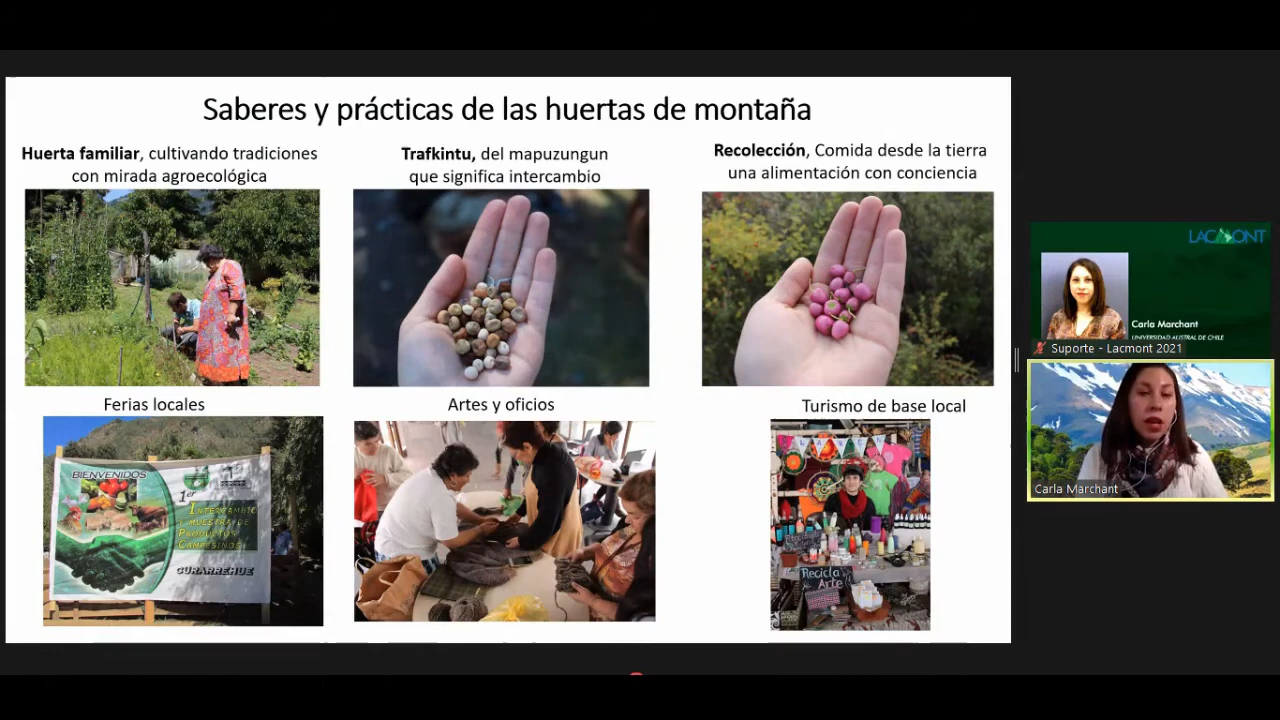 Saberes y prácticas de las huertas de montaña
Huerta familiar, cultivando tradiciones
con mirada agroecológica
Trafkintu, del mapuzungun
que significa intercambio
Recolección, Comida desde la tierra
una alimentación con conciencia
Ferias locales
Artes y oficios
Turismo de base local
BIENVENIDOS
1er
INTERCAMBIO
Y MUESTRA DE
PRODUCTOS
CAMPESINOS
CURARREHUE
Recicla
Arte
LACMONT
Carla Marchant
UNIVERSIDAD AUSTRAL DE CHILE
Suporte - Lacmont 2021
Carla Marchant